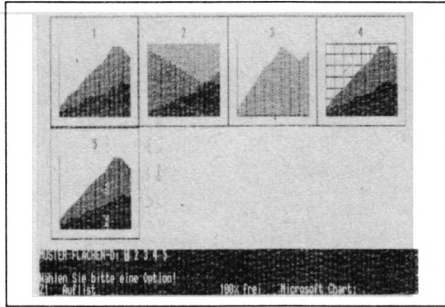 1 2 3 4
5
MUSTER FLÄCHEN-D: 1 2 3 4 5
Wählen Sie bitte eine Option!
Auflist 100% frei Microsoft Chart: